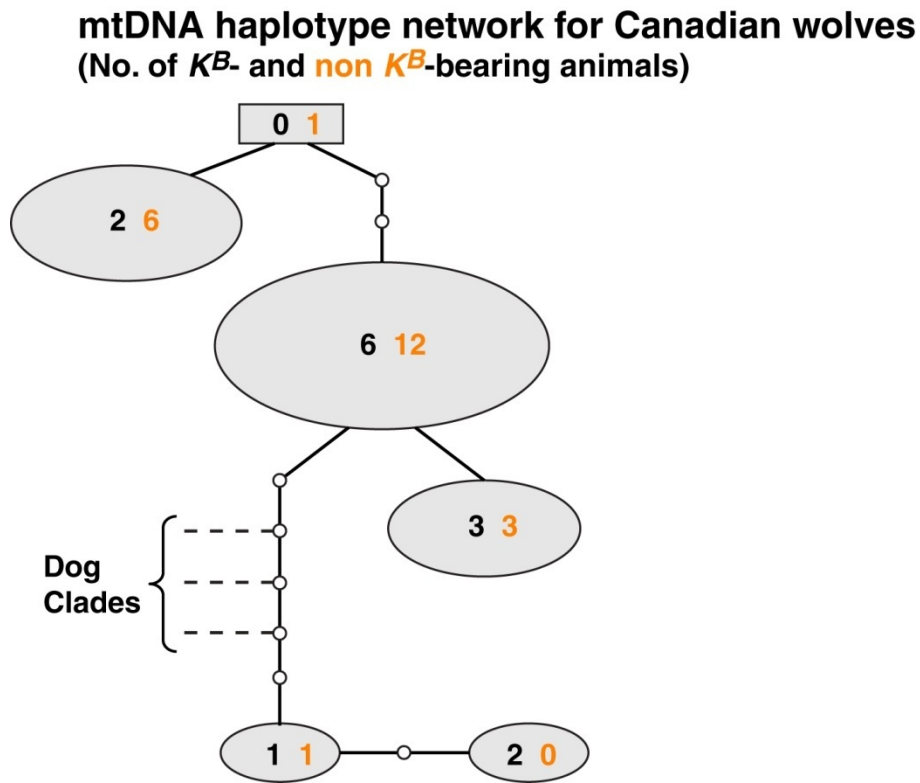 mtDNA haplotype network for Canadian wolves
(No. of KB- and non KB-bearing animals)
0 1
2 6
6 12
3 3
Dog
Clades
1 1
2 0